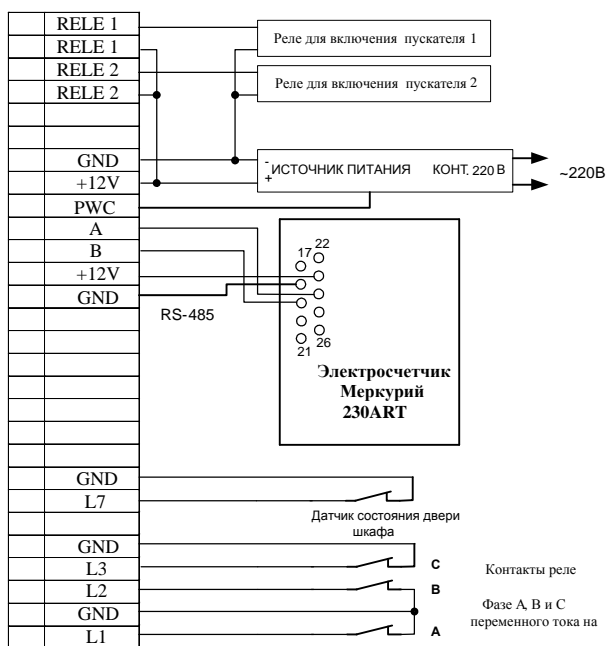 RELE 1
RELE 1
RELE 2
RELE 2
GND
+12V
PWC
A
B
+12V
GND
GND
L7
GND
L3
L2
GND
L1
Реле для включения пускателя 1
Реле для включения пускателя 2
-
+
ИСТОЧНИК ПИТАНИЯ КОНТ. 220 В
~220В
RS-485
17 22
21 26
Электросчетчик
Меркурий
230ART
Датчик состояния двери
шкафа
C
B
A
Контакты реле
Фазе А, В и С
переменного тока на